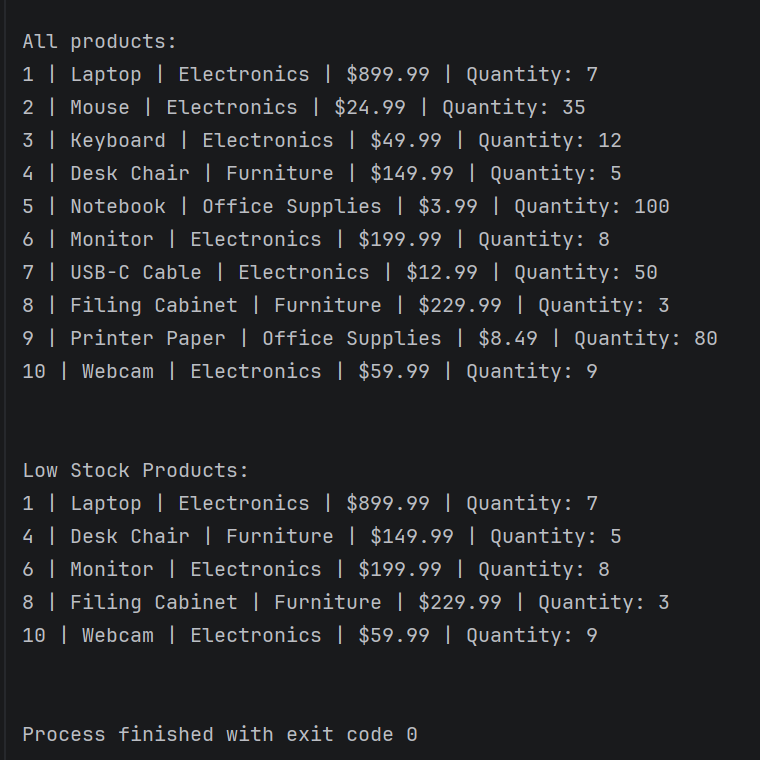 All products:
1 | Laptop | Electronics | $899.99 | Quantity: 7
2 | Mouse | Electronics | $24.99 | Quantity: 35
3 | Keyboard | Electronics | $49.99 | Quantity: 12
4 | Desk Chair | Furniture | $149.99 | Quantity: 5
5 | Notebook | Office Supplies | $3.99 | Quantity: 100
6 | Monitor | Electronics | $199.99 | Quantity: 8
7 | USB-C Cable | Electronics | $12.99 | Quantity: 50
8 | Filing Cabinet | Furniture | $229.99 | Quantity: 3
9 | Printer Paper | Office Supplies | $8.49 | Quantity: 80
10 | Webcam | Electronics | $59.99 | Quantity: 9
Low Stock Products:
1 | Laptop | Electronics | $899.99 | Quantity: 7
4 | Desk Chair | Furniture | $149.99 | Quantity: 5
6 | Monitor | Electronics | $199.99 | Quantity: 8
8 | Filing Cabinet | Furniture | $229.99 | Quantity: 3
10 | Webcam | Electronics | $59.99 | Quantity: 9
Process finished with exit code 0